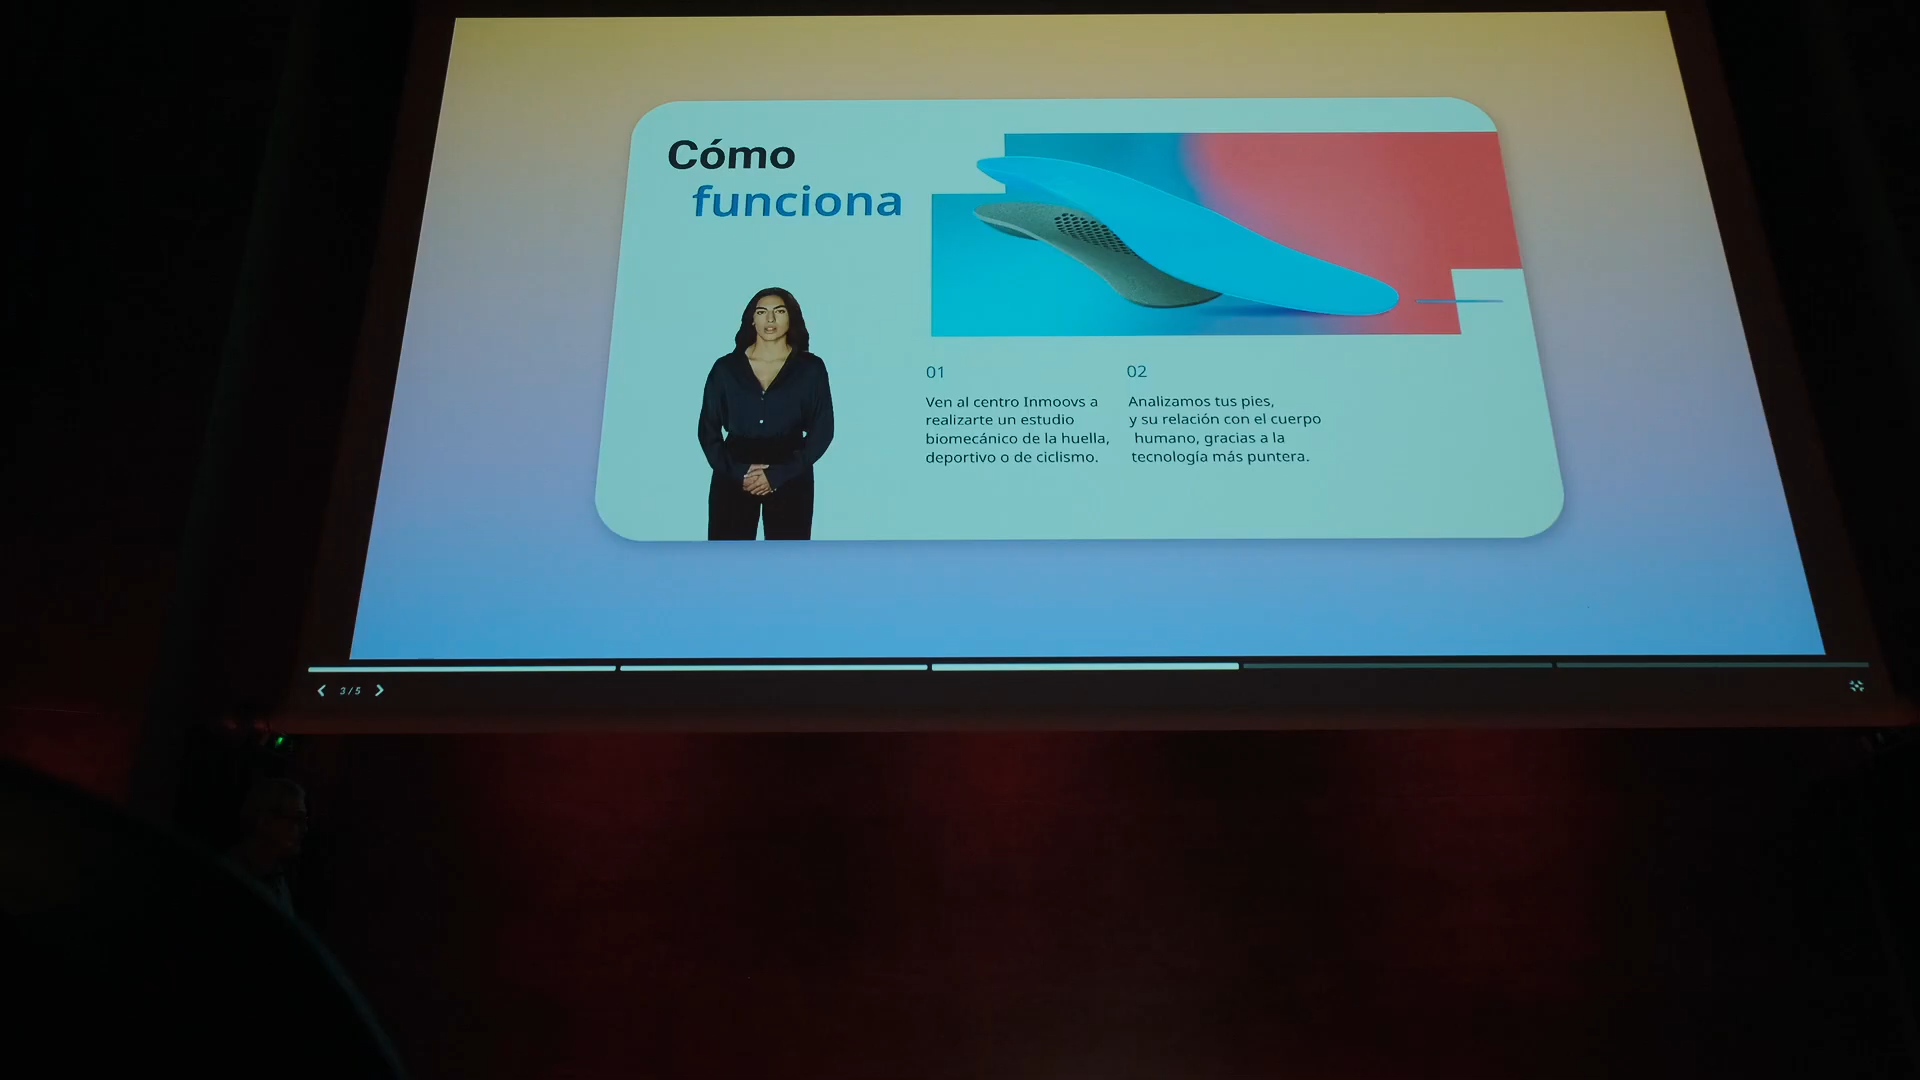 Cómo
funciona
01
Ven al centro Inmoovs a
realizarte un estudio
biomecánico de la huella,
deportivo o de ciclismo.
02
Analizamos tus pies,
y su relación con el cuerpo
humano, gracias a la
tecnología más puntera.
3/5